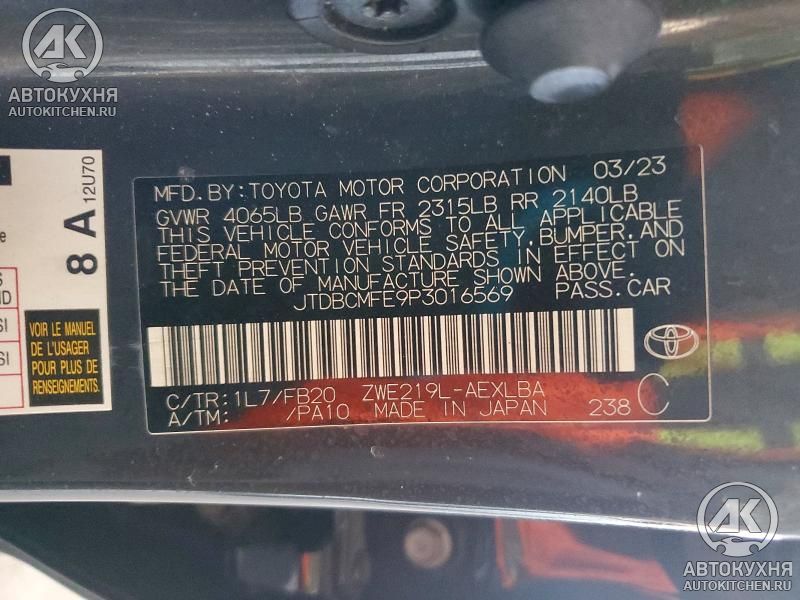 AK
АВТОКУХНЯ
AUTOKITCHEN.RU
8 A
12U70
VOIR LE MANUEL
DE L'USAGER
POUR PLUS DE
RENSEIGNEMENTS.
MFD. BY: TOYOTA MOTOR CORPORATION 03/23
GVWR 4065LB GAWR FR 2315LB RR 2140LB
THIS VEHICLE CONFORMS TO ALL APPLICABLE
FEDERAL MOTOR VEHICLE SAFETY, BUMPER, AND
THEFT PREVENTION STANDARDS IN EFFECT ON
THE DATE OF MANUFACTURE SHOWN ABOVE.
JTDBCMFE9P3016569 PASS. CAR
C/TR: 1L7/FB20 ZWE219L-AEXLBA
A/TM: /PA10 MADE IN JAPAN 238 C
AK
АВТОКУХНЯ
AUTOKITCHEN.RU